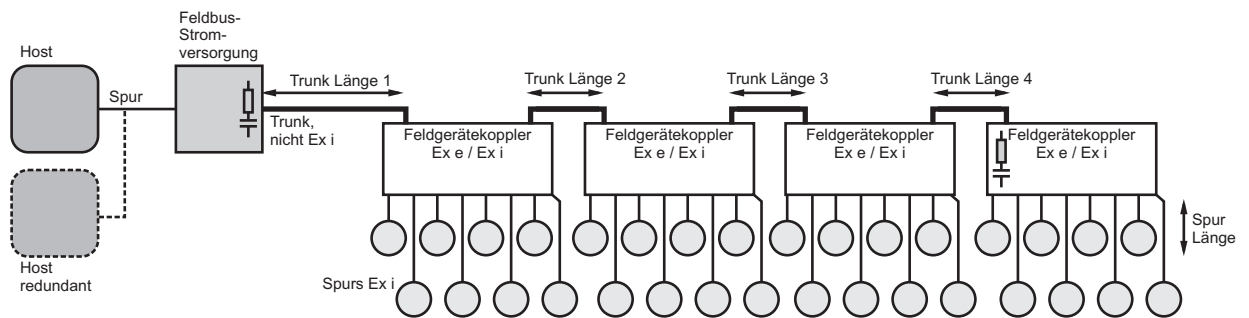 Feldbus-
Strom-
versorgung
Host
Spur
Trunk Länge 1
Trunk Länge 2
Trunk Länge 3
Trunk Länge 4
Trunk,
nicht Ex i
Feldgerätekoppler
Ex e / Ex i
Feldgerätekoppler
Ex e / Ex i
Feldgerätekoppler
Ex e / Ex i
Feldgerätekoppler
Ex e / Ex i
Spur
Länge
Host
redundant
Spurs Ex i